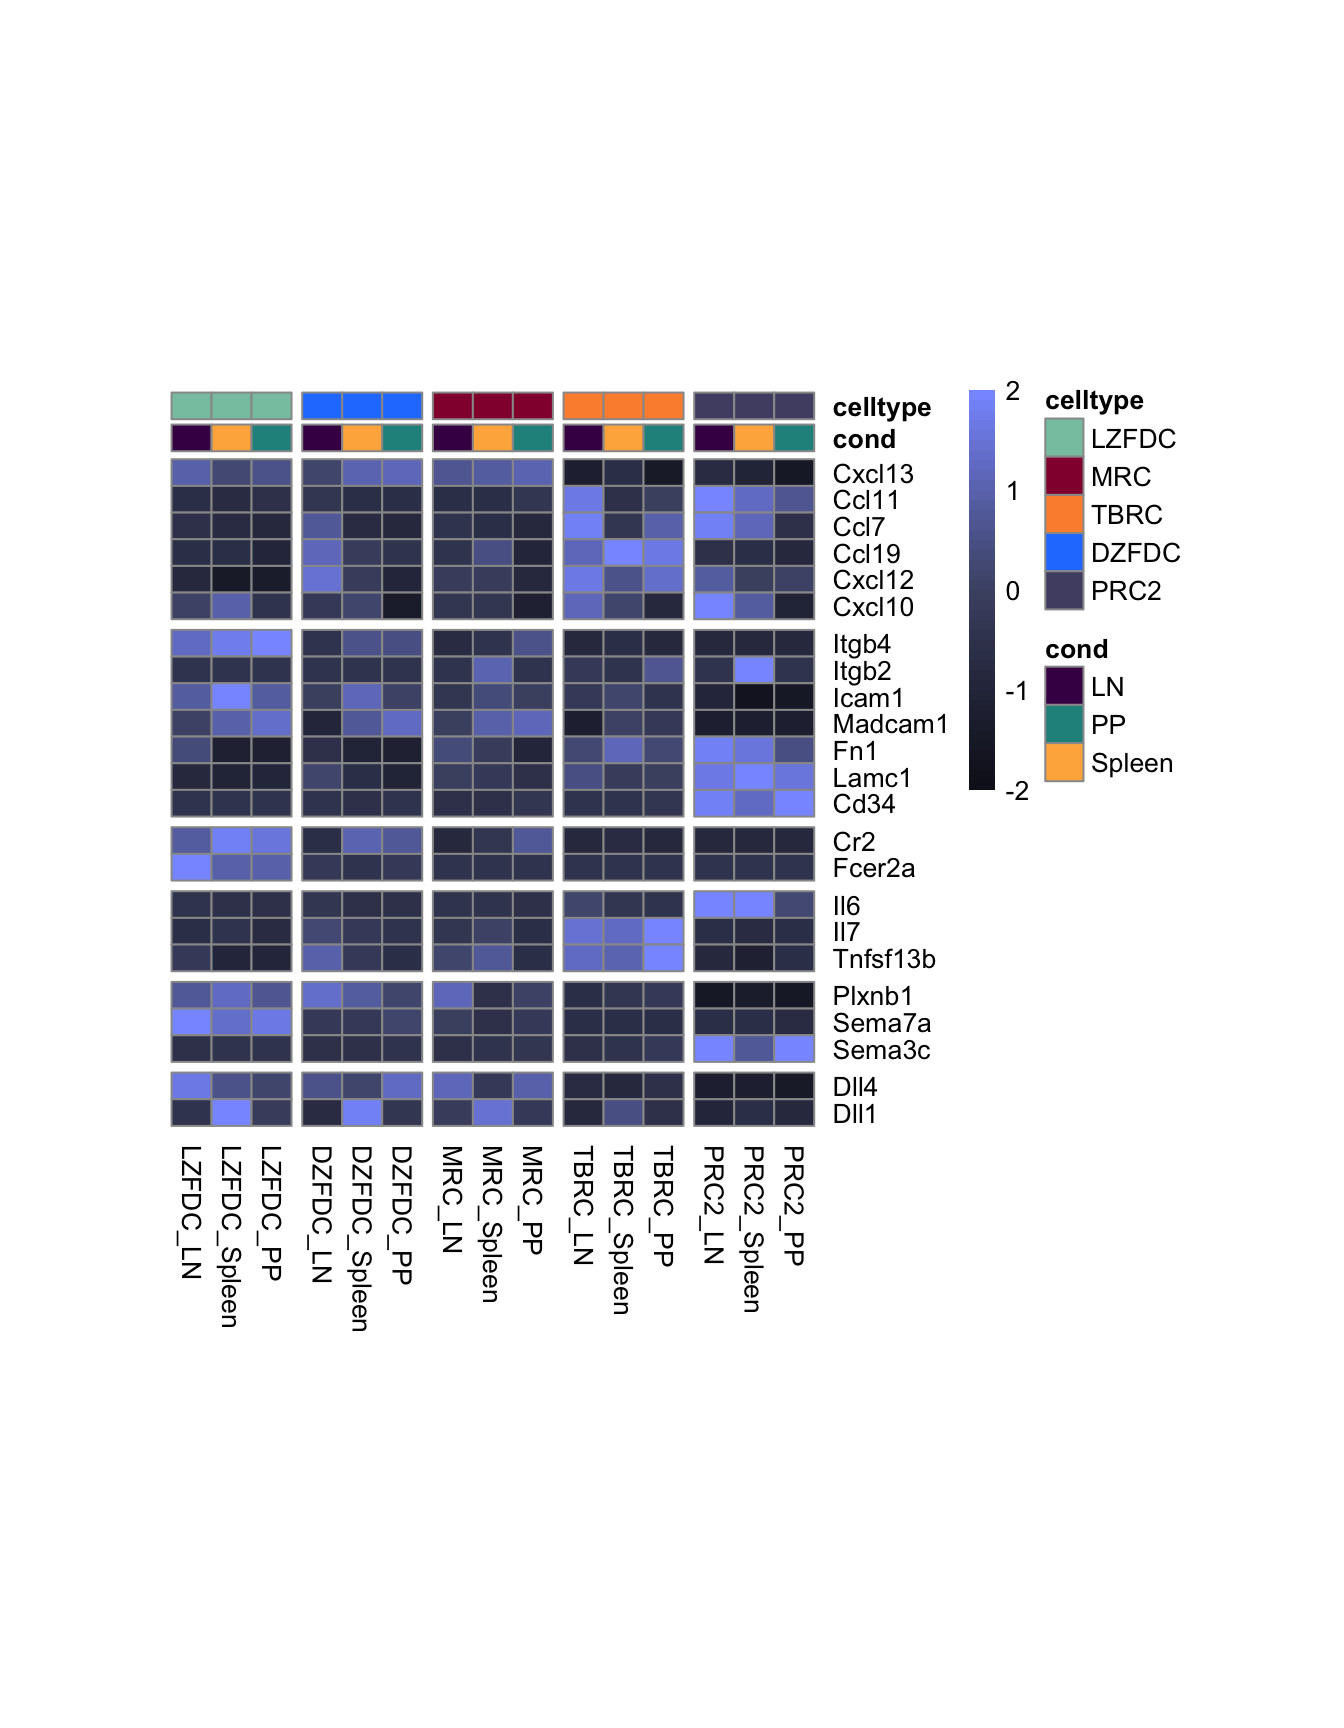 celltype
cond
Cxcl13
Ccl11
Ccl7
Ccl19
Cxcl12
Cxcl10
Itgb4
Itgb2
Icam1
Madcam1
Fn1
Lamc1
Cd34
Cr2
Fcer2a
Il6
Il7
Tnfsf13b
Plxnb1
Sema7a
Sema3c
Dll4
Dll1
LZFDC_LN
LZFDC_Spleen
LZFDC_PP
DZFDC_LN
DZFDC_Spleen
DZFDC_PP
MRC_LN
MRC_Spleen
MRC_PP
TBRC_LN
TBRC_Spleen
TBRC_PP
PRC2_LN
PRC2_Spleen
PRC2_PP
2
1
0
-1
-2
celltype
LZFDC
MRC
TBRC
DZFDC
PRC2
cond
LN
PP
Spleen